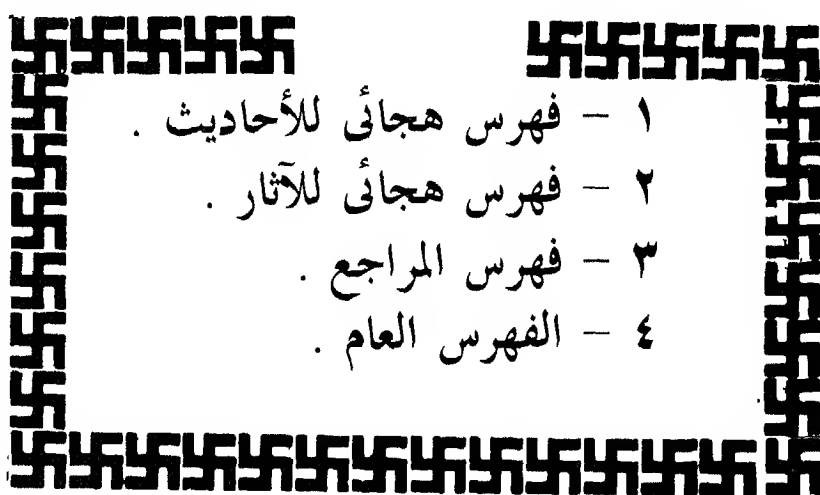 ١ – فهرس هجائى للأحاديث .
٢ – فهرس هجائى للآثار .
٣ – فهرس المراجع .
٤ – الفهرس العام .